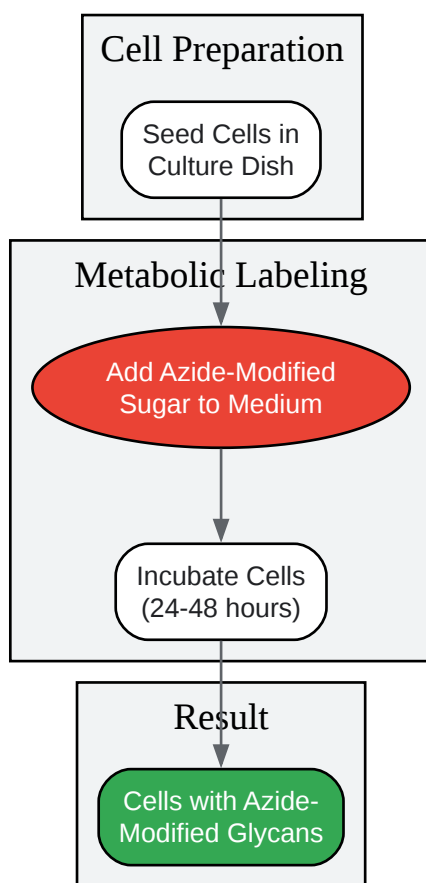 Cell Preparation
Seed Cells in
Culture Dish
Metabolic Labeling
Add Azide-Modified
Sugar to Medium
Incubate Cells
(24-48 hours)
Result
Cells with Azide-
Modified Glycans